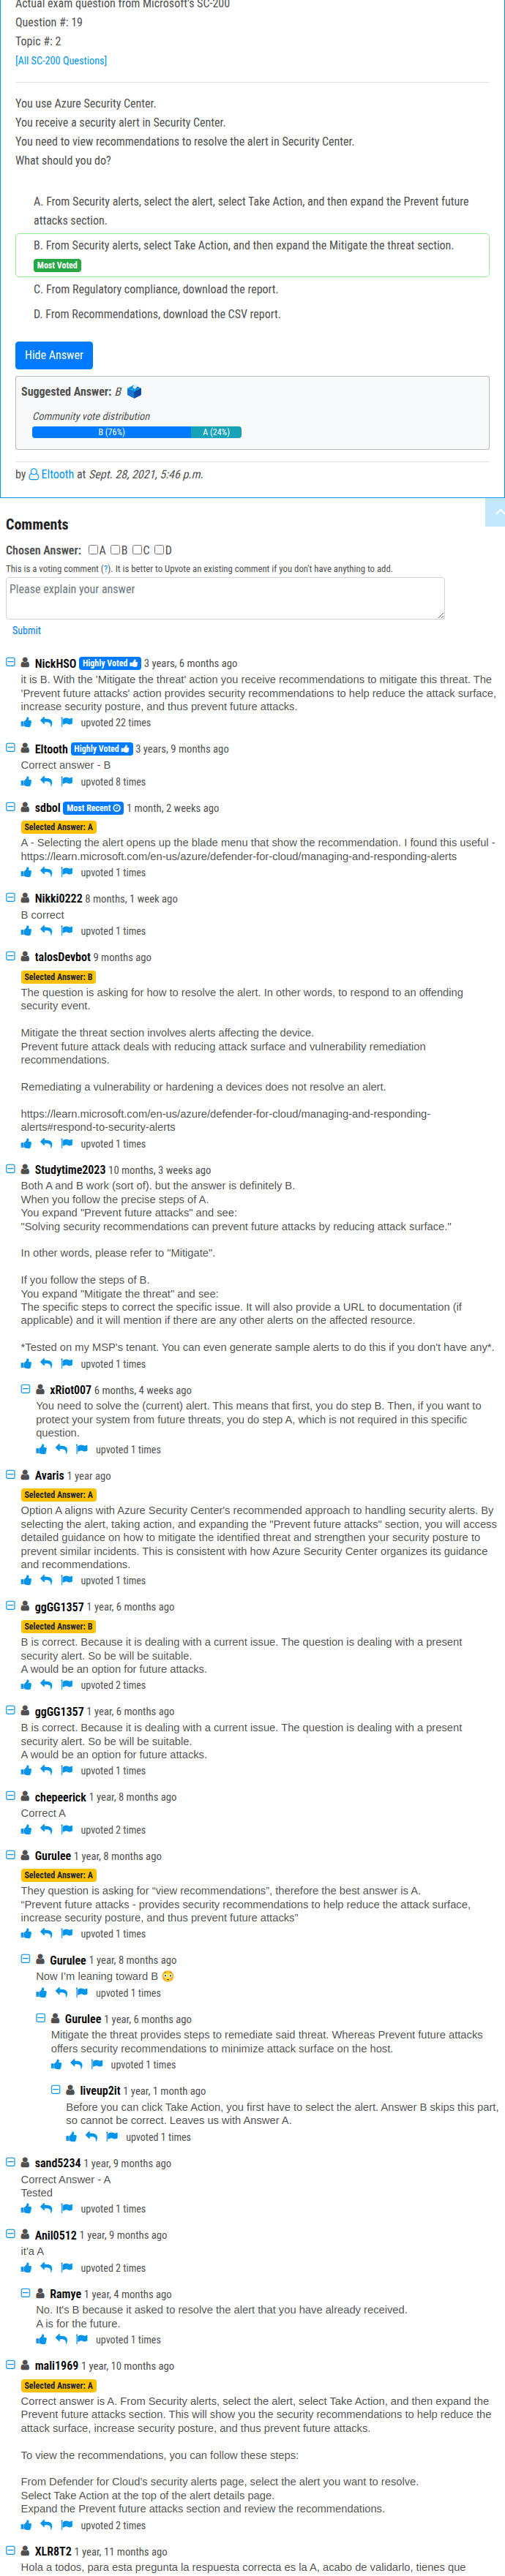 Actual exam question from Microsoft's SC-200
Question #: 19
Topic #: 2
[All SC-200 Questions]
You use Azure Security Center.
You receive a security alert in Security Center.
You need to view recommendations to resolve the alert in Security Center.
What should you do?
A. From Security alerts, select the alert, select Take Action, and then expand the Prevent future
attacks section.
B. From Security alerts, select Take Action, and then expand the Mitigate the threat section.
Most Voted
C. From Regulatory compliance, download the report.
D. From Recommendations, download the CSV report.
Hide Answer
Suggested Answer: B
Community vote distribution
B (76%) A (24%)
by Eltooth at Sept. 28, 2021, 5:46 p.m.
Comments
Chosen Answer: A B C D
This is a voting comment (?). It is better to Upvote an existing comment if you don't have anything to add.
Please explain your answer
Submit
NickHSO Highly Voted 3 years, 6 months ago
it is B. With the 'Mitigate the threat' action you receive recommendations to mitigate this threat. The
'Prevent future attacks' action provides security recommendations to help reduce the attack surface,
increase security posture, and thus prevent future attacks.
upvoted 22 times
Eltooth Highly Voted 3 years, 9 months ago
Correct answer - B
upvoted 8 times
sdbol Most Recent 1 month, 2 weeks ago
Selected Answer: A
A - Selecting the alert opens up the blade menu that show the recommendation. I found this useful -
https://learn.microsoft.com/en-us/azure/defender-for-cloud/managing-and-responding-alerts
upvoted 1 times
Nikki0222 8 months, 1 week ago
B correct
upvoted 1 times
talosDevbot 9 months ago
Selected Answer: B
The question is asking for how to resolve the alert. In other words, to respond to an offending
security event.
Mitigate the threat section involves alerts affecting the device.
Prevent future attack deals with reducing attack surface and vulnerability remediation
recommendations.
Remediating a vulnerability or hardening a devices does not resolve an alert.
https://learn.microsoft.com/en-us/azure/defender-for-cloud/managing-and-responding-
alerts#respond-to-security-alerts
upvoted 1 times
Studytime2023 10 months, 3 weeks ago
Both A and B work (sort of). but the answer is definitely B.
When you follow the precise steps of A.
You expand "Prevent future attacks" and see:
"Solving security recommendations can prevent future attacks by reducing attack surface."
In other words, please refer to "Mitigate".
If you follow the steps of B.
You expand "Mitigate the threat" and see:
The specific steps to correct the specific issue. It will also provide a URL to documentation (if
applicable) and it will mention if there are any other alerts on the affected resource.
*Tested on my MSP's tenant. You can even generate sample alerts to do this if you don't have any*.
upvoted 1 times
xRiot007 6 months, 4 weeks ago
You need to solve the (current) alert. This means that first, you do step B. Then, if you want to
protect your system from future threats, you do step A, which is not required in this specific
question.
upvoted 1 times
Avaris 1 year ago
Selected Answer: A
Option A aligns with Azure Security Center's recommended approach to handling security alerts. By
selecting the alert, taking action, and expanding the "Prevent future attacks" section, you will access
detailed guidance on how to mitigate the identified threat and strengthen your security posture to
prevent similar incidents. This is consistent with how Azure Security Center organizes its guidance
and recommendations.
upvoted 1 times
ggGG1357 1 year, 6 months ago
Selected Answer: B
B is correct. Because it is dealing with a current issue. The question is dealing with a present
security alert. So be will be suitable.
A would be an option for future attacks.
upvoted 2 times
ggGG1357 1 year, 6 months ago
B is correct. Because it is dealing with a current issue. The question is dealing with a present
security alert. So be will be suitable.
A would be an option for future attacks.
upvoted 1 times
chepeerick 1 year, 8 months ago
Correct A
upvoted 2 times
Gurulee 1 year, 8 months ago
Selected Answer: A
They question is asking for “view recommendations”, therefore the best answer is A.
“Prevent future attacks - provides security recommendations to help reduce the attack surface,
increase security posture, and thus prevent future attacks”
upvoted 1 times
Gurulee 1 year, 8 months ago
Now I'm leaning toward B 😳
upvoted 1 times
Gurulee 1 year, 6 months ago
Mitigate the threat provides steps to remediate said threat. Whereas Prevent future attacks
offers security recommendations to minimize attack surface on the host.
upvoted 1 times
liveup2it 1 year, 1 month ago
Before you can click Take Action, you first have to select the alert. Answer B skips this part,
so cannot be correct. Leaves us with Answer A.
upvoted 1 times
sand5234 1 year, 9 months ago
Correct Answer - A
Tested
upvoted 1 times
Anil0512 1 year, 9 months ago
it'a A
upvoted 2 times
Ramye 1 year, 4 months ago
No. It's B because it asked to resolve the alert that you have already received.
A is for the future.
upvoted 1 times
mali1969 1 year, 10 months ago
Selected Answer: A
Correct answer is A. From Security alerts, select the alert, select Take Action, and then expand the
Prevent future attacks section. This will show you the security recommendations to help reduce the
attack surface, increase security posture, and thus prevent future attacks.
To view the recommendations, you can follow these steps:
From Defender for Cloud's security alerts page, select the alert you want to resolve.
Select Take Action at the top of the alert details page.
Expand the Prevent future attacks section and review the recommendations.
upvoted 2 times
XLR8T2 1 year, 11 months ago
Hola a todos, para esta pregunta la respuesta correcta es la A, acabo de validarlo, tienes que